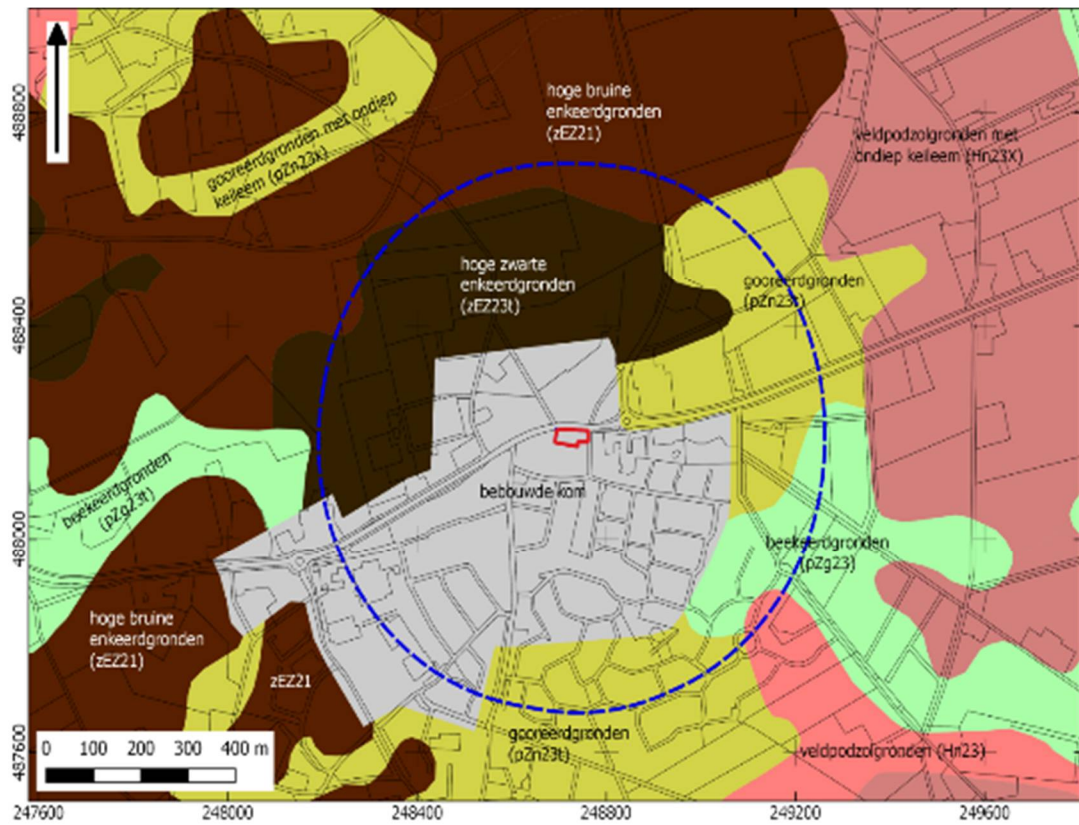 488800
488400
488000
487600
hoge bruine
enkeerdgronden
(zEZ21)
gooreerdgronden met ondiep
keileem (pZn23x)
veldpodzolgronden met
ondiep keileem (Hn23X)
hoge zwarte
enkeerdgronden
(zEZ23t)
gooreerdgronden
(pZn23t)
beekeerdgronden
(pZg23t)
bebouwde kom
beekeerdgronden
(pZg23)
hoge bruine
enkeerdgronden
(zEZ21)
zEZ21
gooreerdgronden
(pZn23t)
veldpodzolgronden (Hn23)
0 100 200 300 400 m
247600 248000 248400 248800 249200 249600